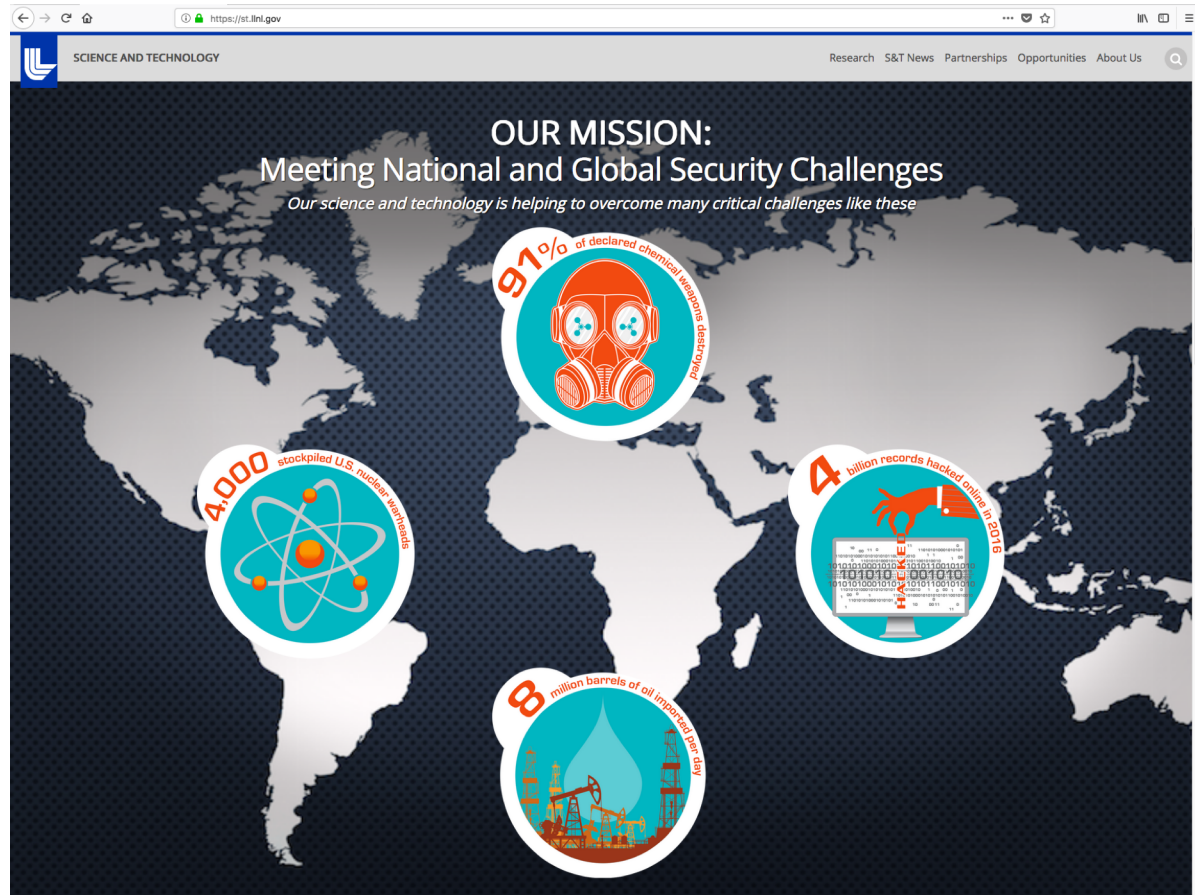 https://st.llnl.gov
SCIENCE AND TECHNOLOGY
Research S&T News Partnerships Opportunities About Us
OUR MISSION:
Meeting National and Global Security Challenges
Our science and technology is helping to overcome many critical challenges like these
91% of declared chemical weapons destroyed
4,000 stockpiled U.S. nuclear warheads
4 billion records hacked online in 2016
HACKED
8 million barrels of oil imported per day